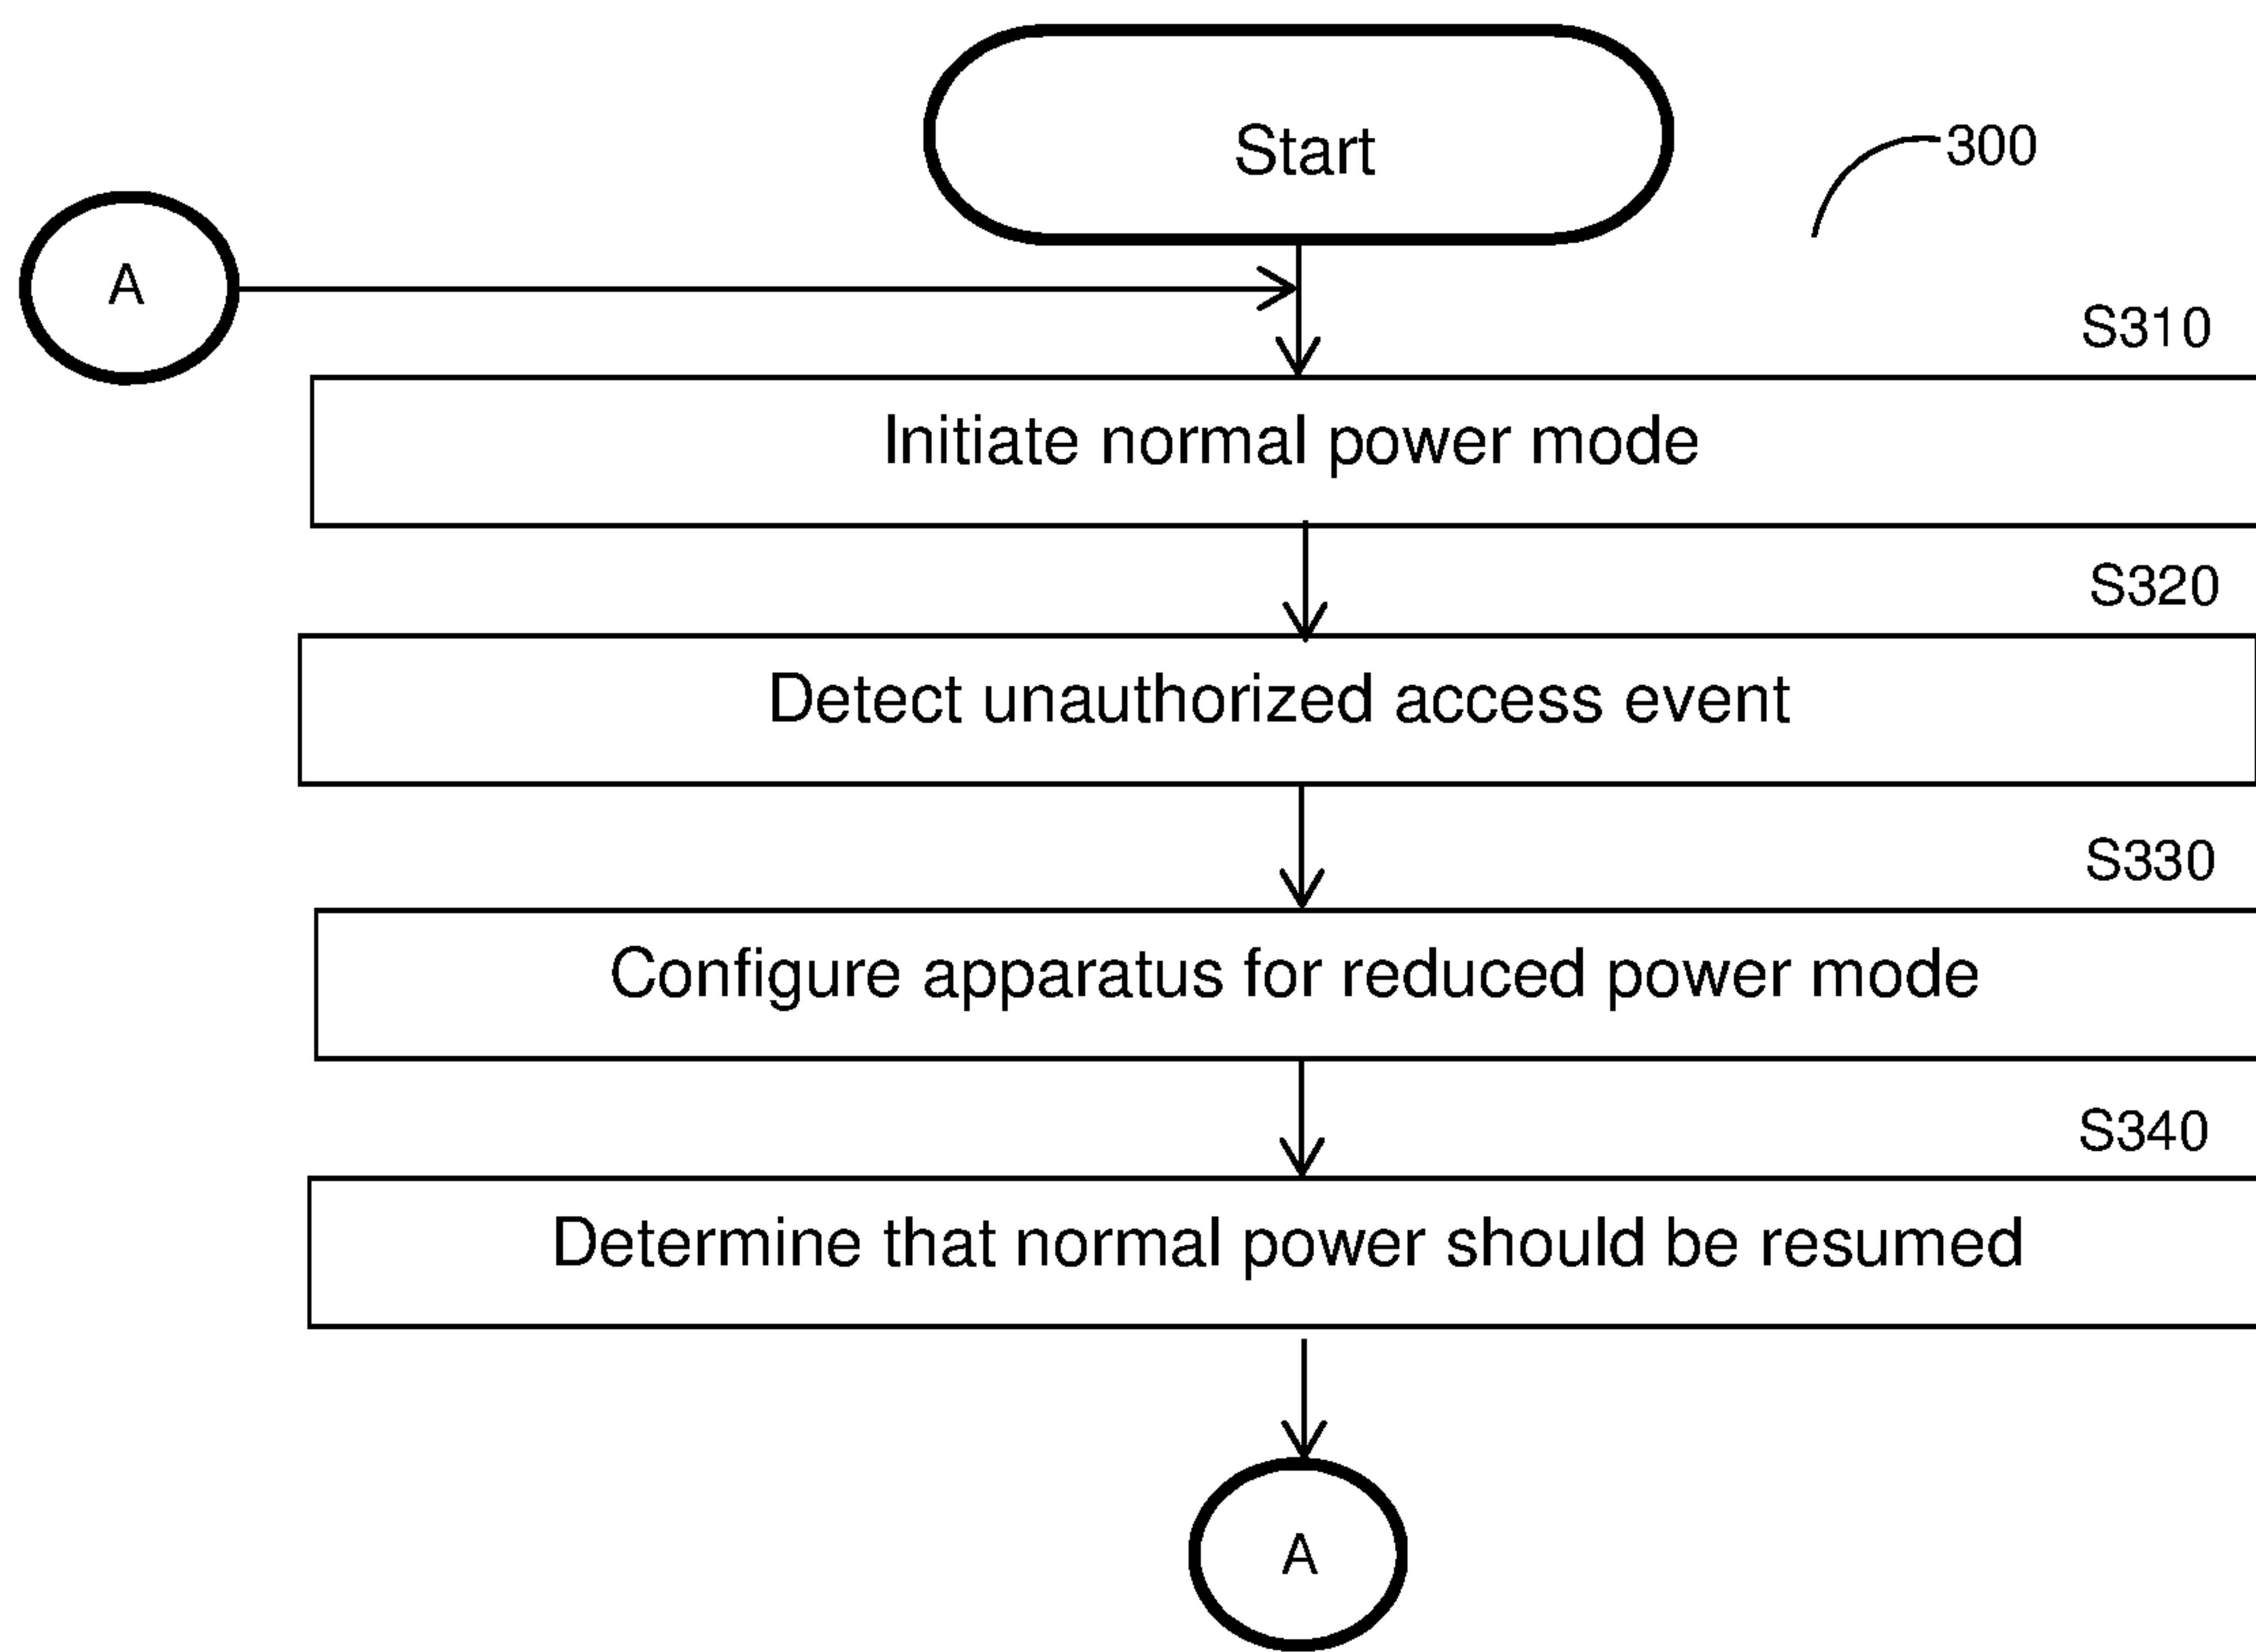 Start
300
A
S310
Initiate normal power mode
S320
Detect unauthorized access event
S330
Configure apparatus for reduced power mode
S340
Determine that normal power should be resumed
A